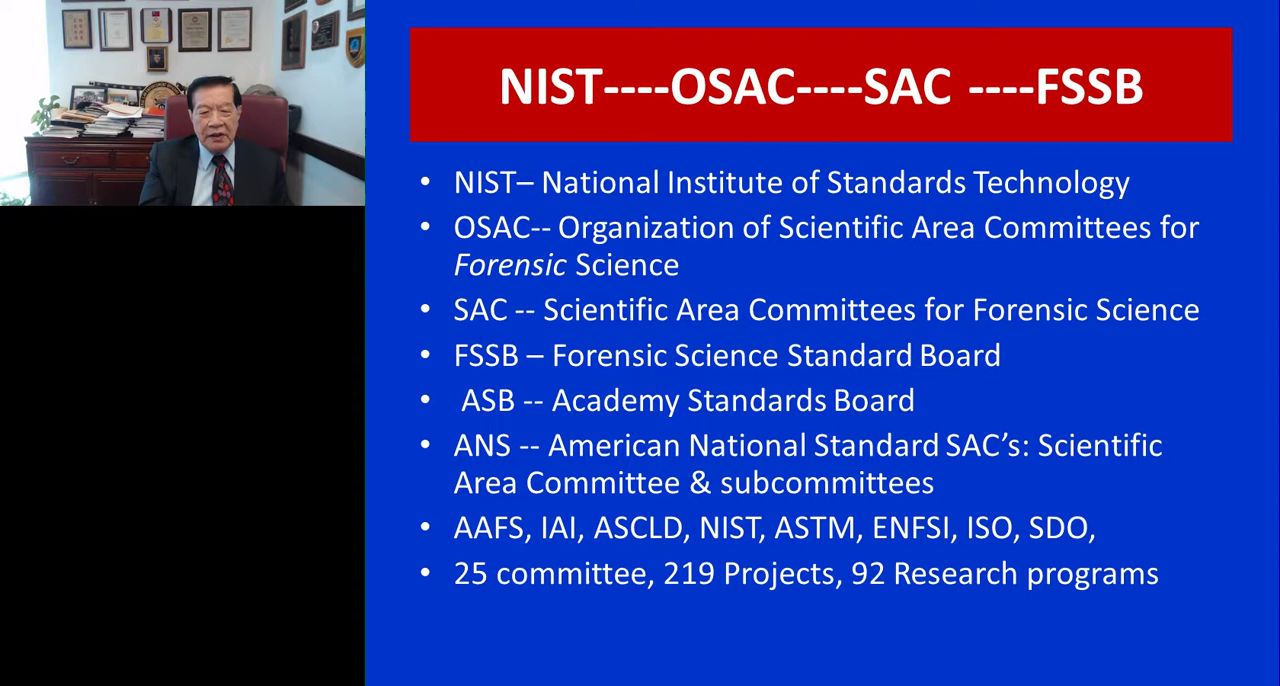 NIST----OSAC----SAC ----FSSB
• NIST– National Institute of Standards Technology
• OSAC-- Organization of Scientific Area Committees for
Forensic Science
• SAC -- Scientific Area Committees for Forensic Science
• FSSB – Forensic Science Standard Board
• ASB -- Academy Standards Board
• ANS -- American National Standard SAC’s: Scientific
Area Committee & subcommittees
• AAFS, IAI, ASCLD, NIST, ASTM, ENFSI, ISO, SDO,
• 25 committee, 219 Projects, 92 Research programs